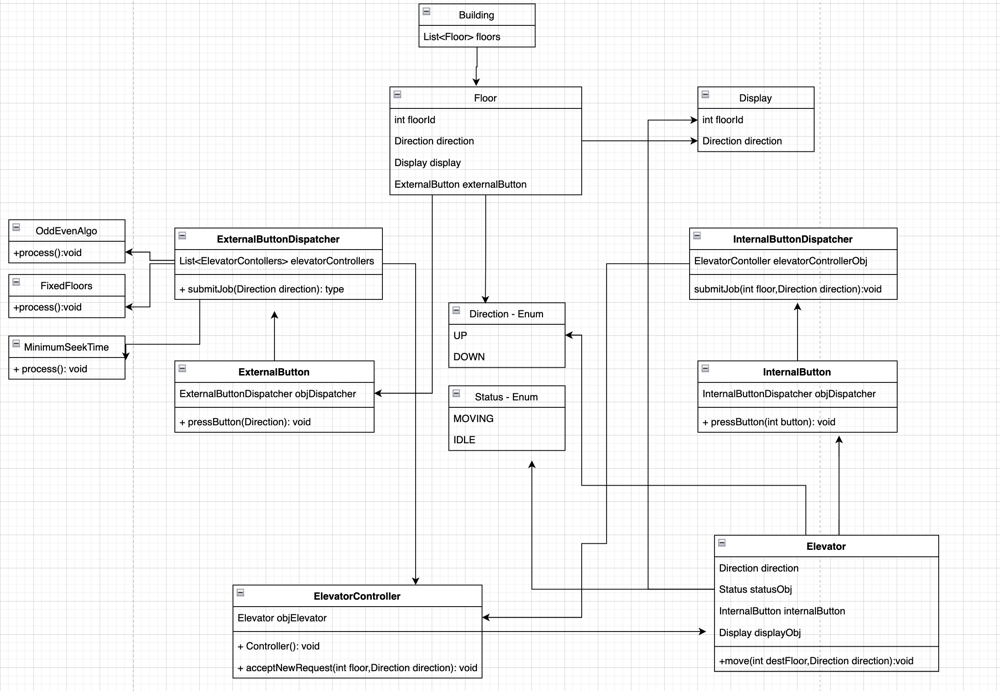 Building
List<Floor> floors
Floor
int floorId
Direction direction
Display display
ExternalButton externalButton
Display
int floorId
Direction direction
OddEvenAlgo
+process():void
FixedFloors
+process():void
MinimumSeekTime
+ process(): void
ExternalButtonDispatcher
List<ElevatorContollers> elevatorControllers
+ submitJob(Direction direction): type
InternalButtonDispatcher
ElevatorContoller elevatorControllerObj
submitJob(int floor,Direction direction):void
Direction - Enum
UP
DOWN
Status - Enum
MOVING
IDLE
ExternalButton
ExternalButtonDispatcher objDispatcher
+ pressButton(Direction): void
InternalButton
InternalButtonDispatcher objDispatcher
+ pressButton(int button): void
Elevator
Direction direction
Status statusObj
InternalButton internalButton
Display displayObj
+move(int destFloor,Direction direction):void
ElevatorController
Elevator objElevator
+ Controller(): void
+ acceptNewRequest(int floor,Direction direction): void